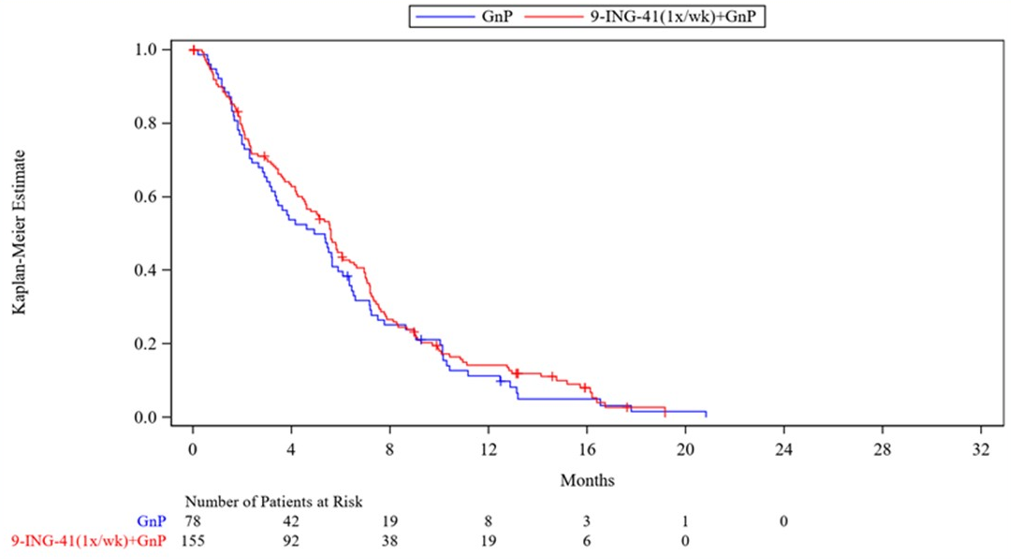 GnP 9-ING-41(1x/wk)+GnP
Kaplan-Meier Estimate
1.0
0.8
0.6
0.4
0.2
0.0
0 4 8 12 16 20 24 28 32
Months
Number of Patients at Risk
GnP 78 42 19 8 3 1 0
9-ING-41(1x/wk)+GnP 155 92 38 19 6 0